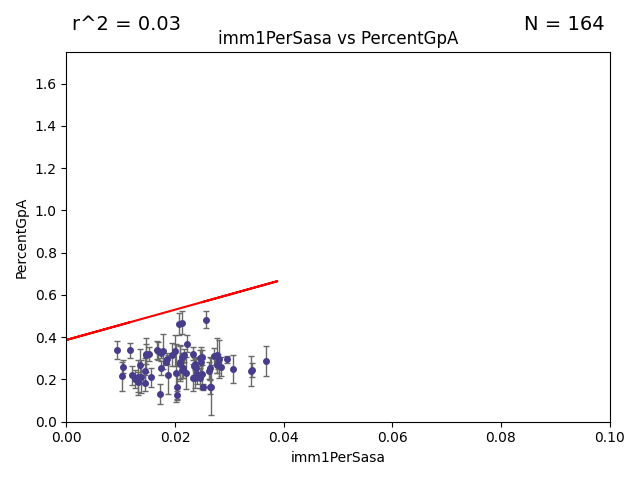 r^2 = 0.03
N = 164
imm1PerSasa vs PercentGpA
PercentGpA
1.6
1.4
1.2
1.0
0.8
0.6
0.4
0.2
0.0
0.00 0.02 0.04 0.06 0.08 0.10
imm1PerSasa